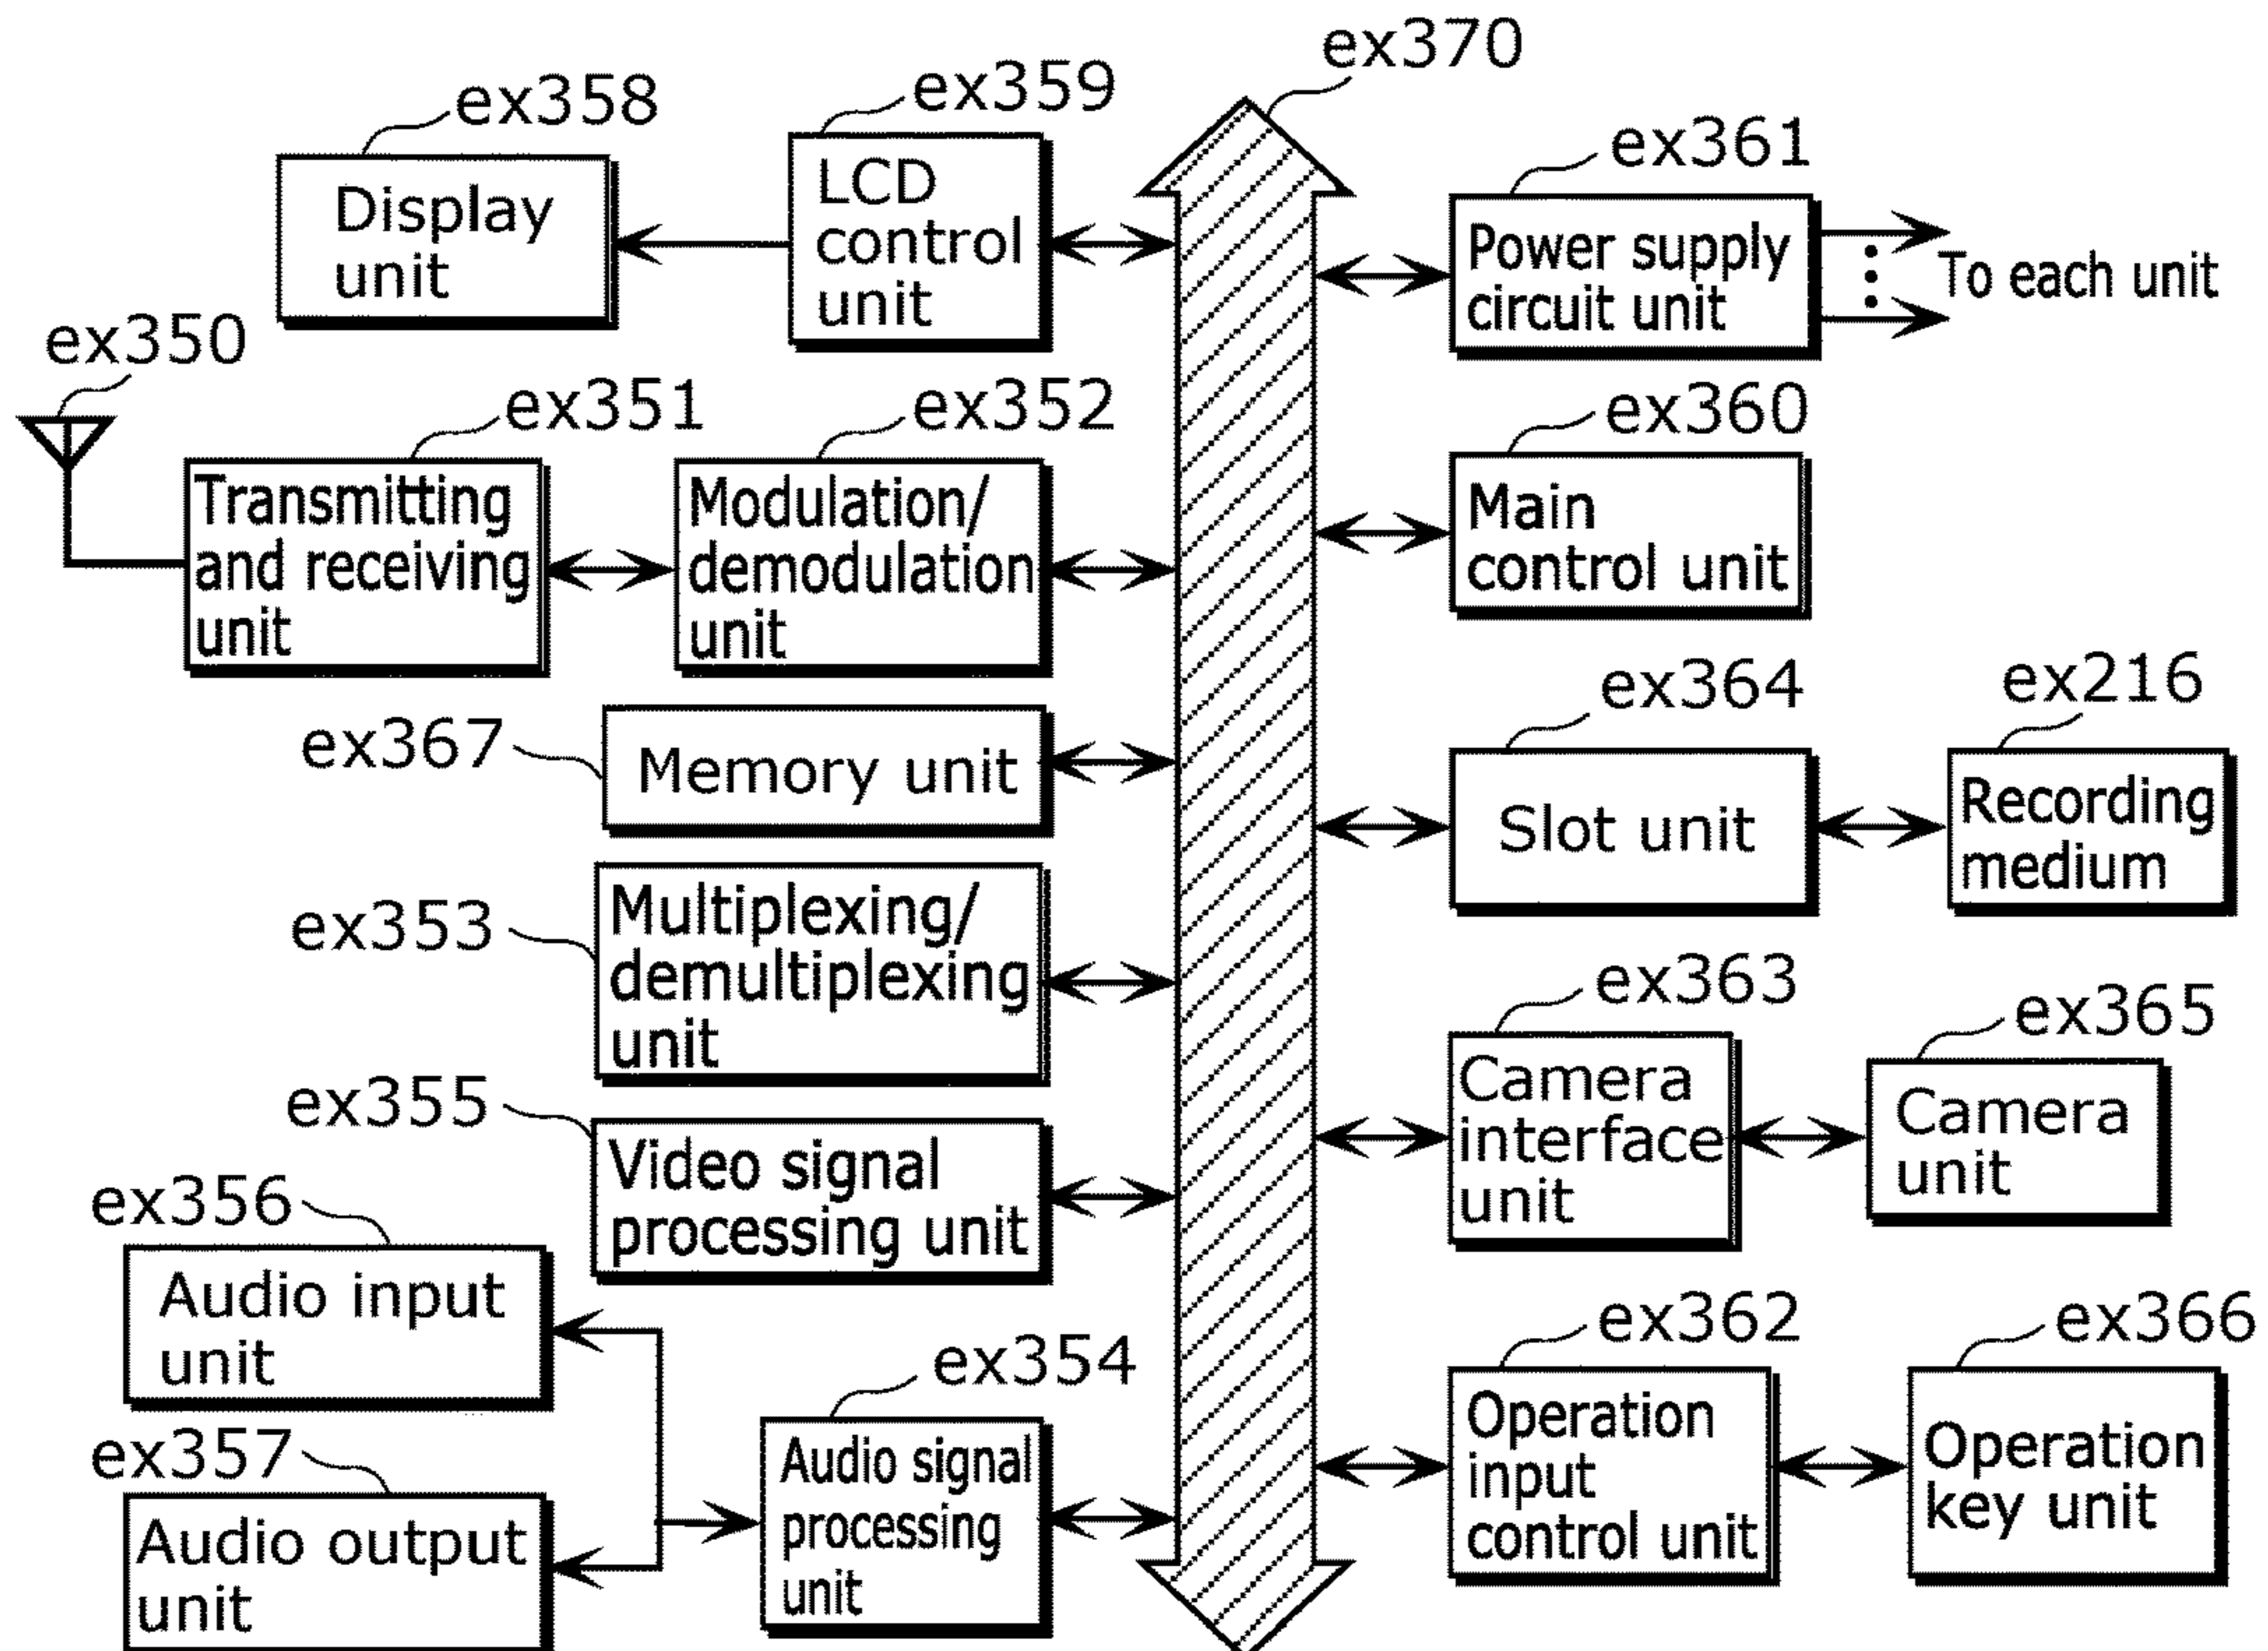 ex370
ex358
ex359
ex361
Display
unit
LCD
control
unit
Power supply
circuit unit
To each unit
ex350
ex351
ex352
ex360
Transmitting
and receiving
unit
Modulation/
demodulation
unit
Main
control unit
ex364
ex216
ex367
Memory unit
Slot unit
Recording
medium
ex353
Multiplexing/
demultiplexing
unit
ex363
ex365
Camera
interface
unit
Camera
unit
ex355
Video signal
processing unit
ex356
Audio input
unit
ex354
ex362
ex366
ex357
Audio output
unit
Audio signal
processing
unit
Operation
input
control unit
Operation
key unit